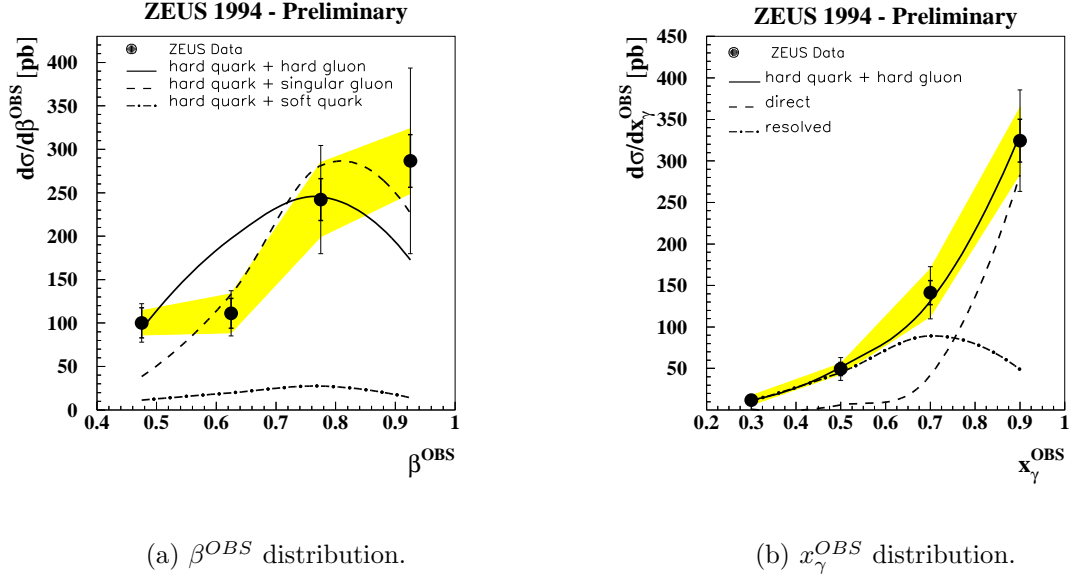 ZEUS 1994 - Preliminary
dσ/dβ^OBS [pb]
ZEUS Data
hard quark + hard gluon
hard quark + singular gluon
hard quark + soft quark
400
350
300
250
200
150
100
50
0
0.4 0.5 0.6 0.7 0.8 0.9 1
β^OBS
(a) β^OBS distribution.
ZEUS 1994 - Preliminary
dσ/dx_γ^OBS [pb]
ZEUS Data
hard quark + hard gluon
direct
resolved
450
400
350
300
250
200
150
100
50
0
0.2 0.3 0.4 0.5 0.6 0.7 0.8 0.9 1
x_γ^OBS
(b) x_γ^OBS distribution.